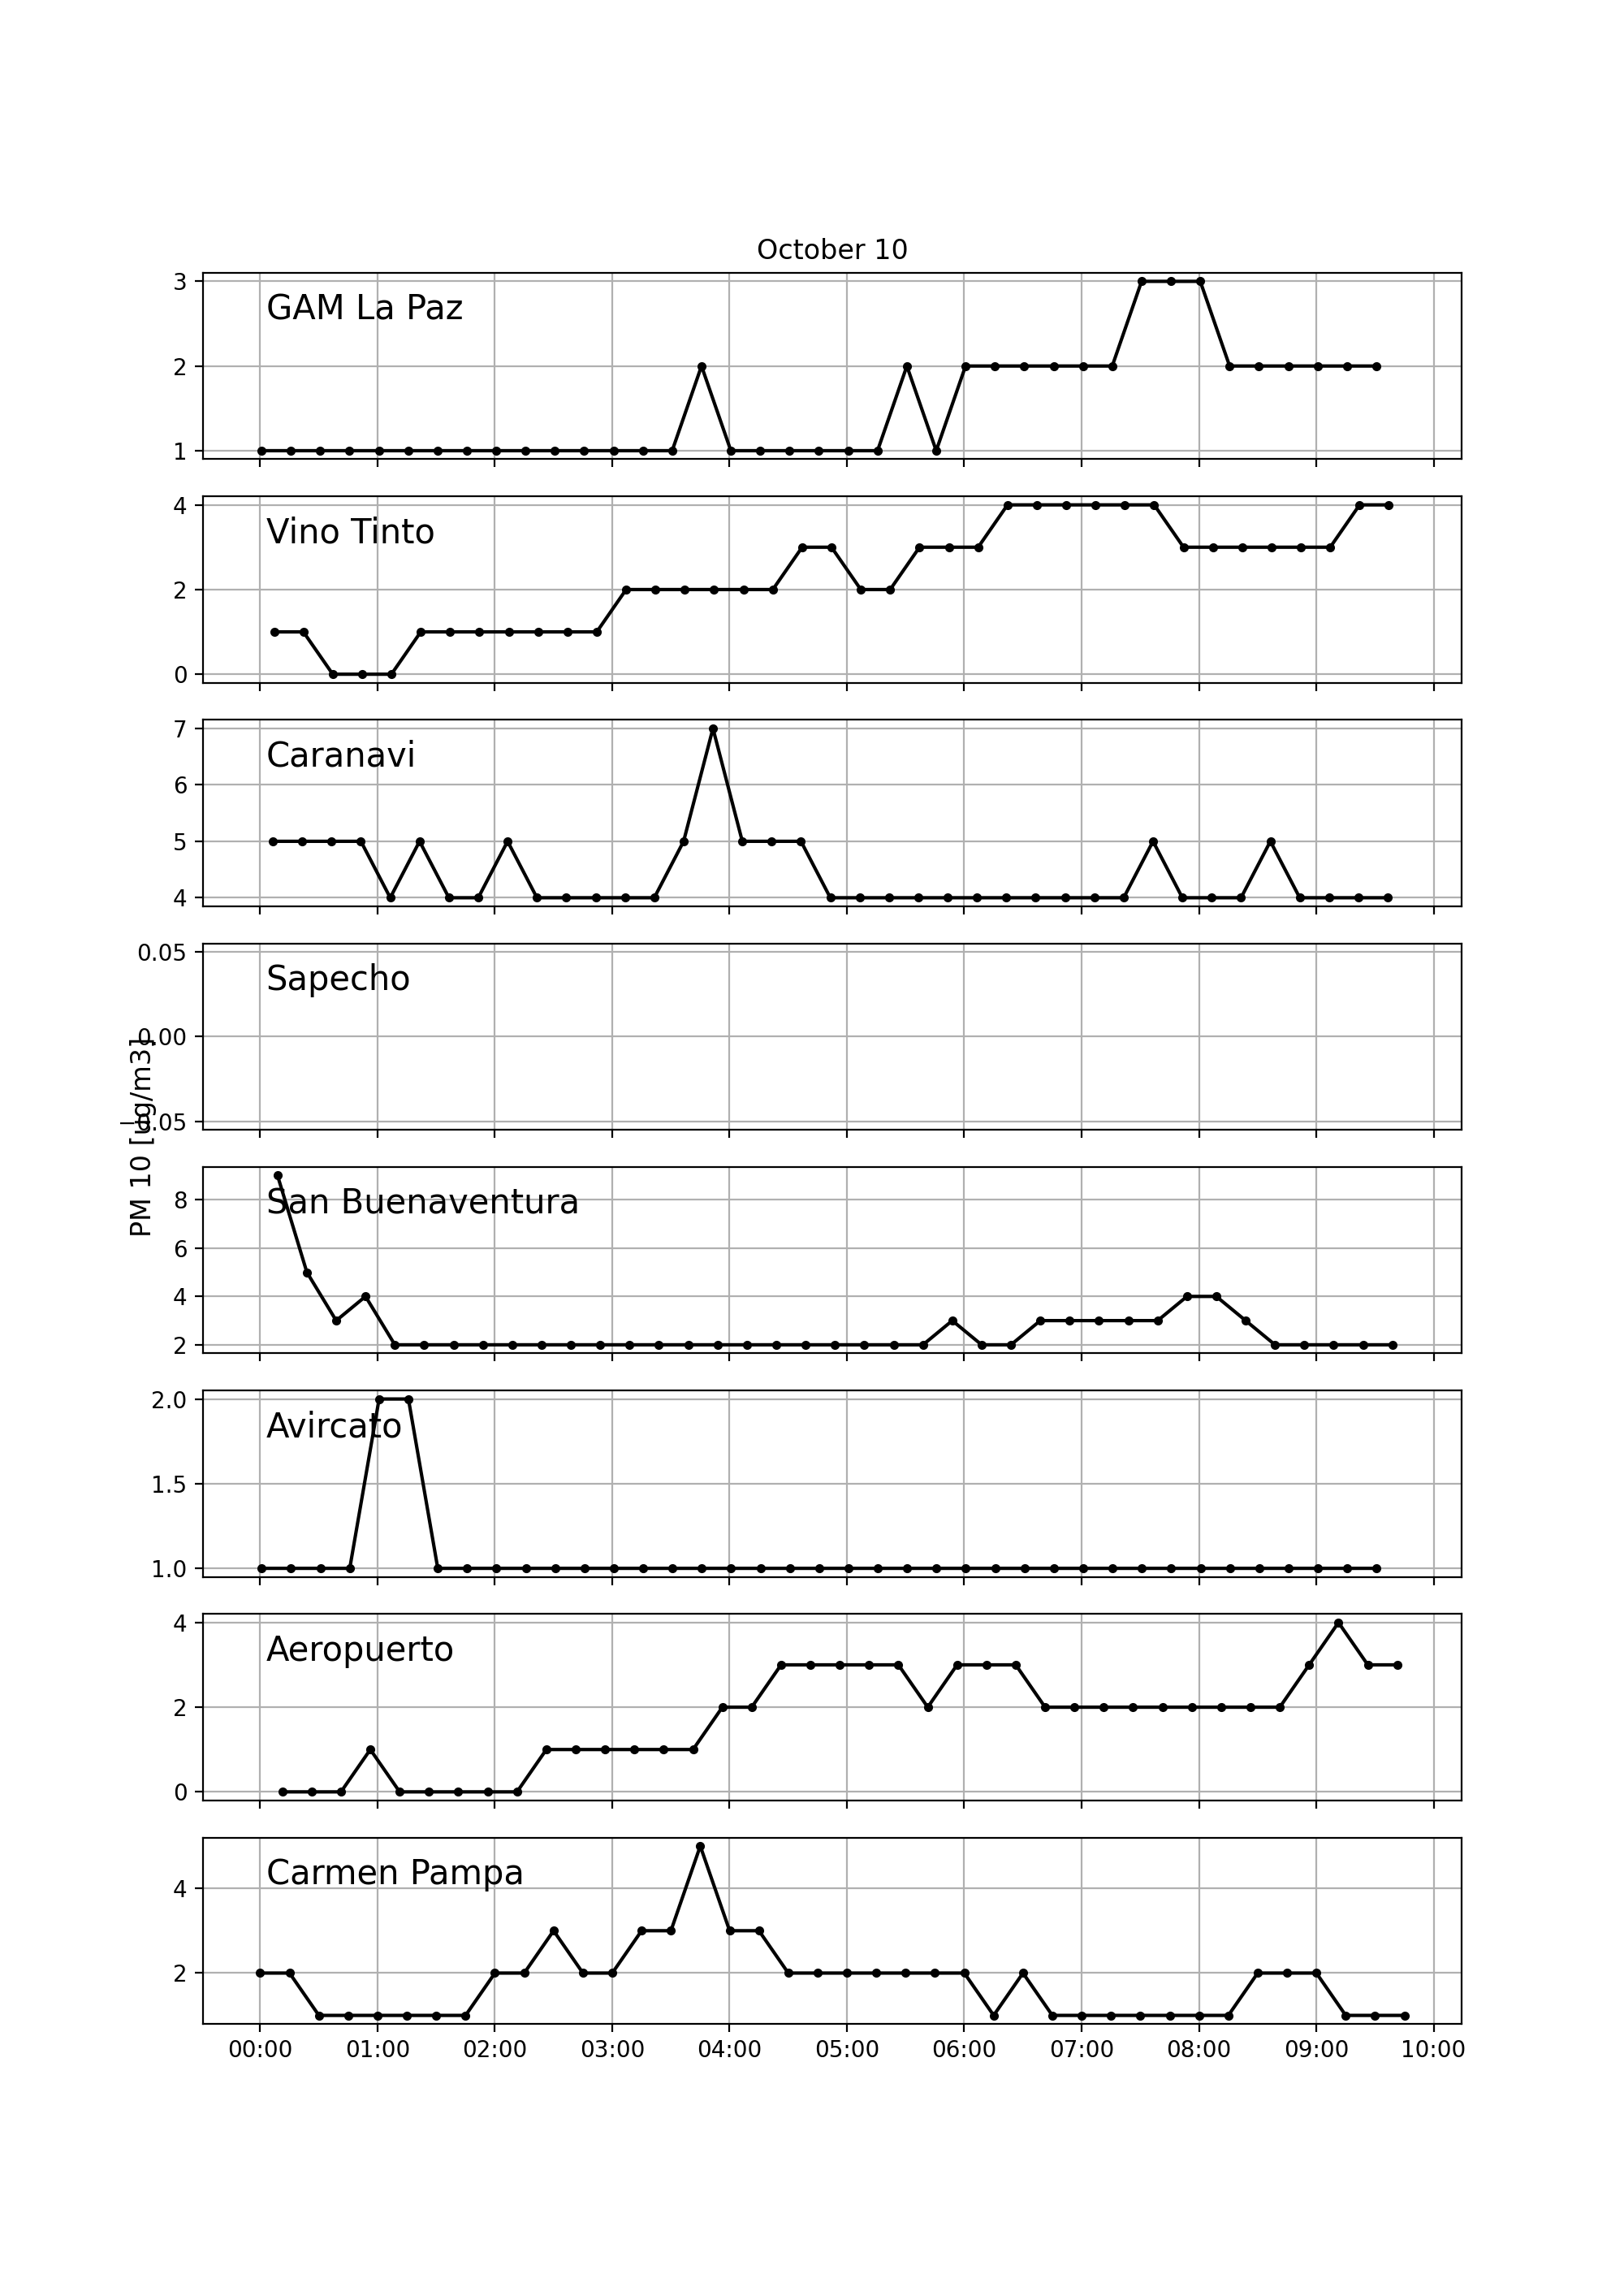 October 10
3
GAM La Paz
2
1
4
Vino Tinto
2
0
7
Caranavi
6
5
4
0.05
Sapecho
0.00
−0.05
PM 10 [ug/m3]
8
San Buenaventura
6
4
2
2.0
Avircato
1.5
1.0
4
Aeropuerto
2
0
Carmen Pampa
4
2
00:00 01:00 02:00 03:00 04:00 05:00 06:00 07:00 08:00 09:00 10:00